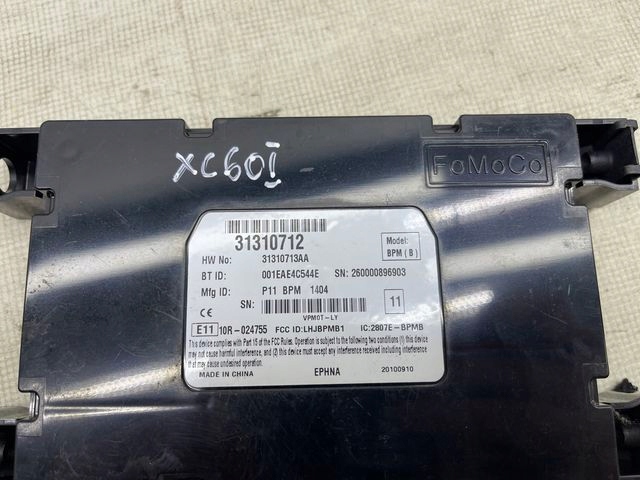 XC60I
FoMoCo
31310712
HW No: 31310713AA
Model: BPM ( B )
BT ID: 001EAE4C544E SN: 260000896903
Mfg ID: P11 BPM 1404
SN:
11
VPM0T-LY
E11 10R-024755 FCC ID:LHJBPMB1 IC:2807E-BPMB
This device complies with Part 15 of the FCC Rules. Operation is subject to the following two conditions (1) this device
may not cause harmful interference, and (2) this device must accept any interference received including interference
that may cause undesired operation.
MADE IN CHINA EPHNA 20100910